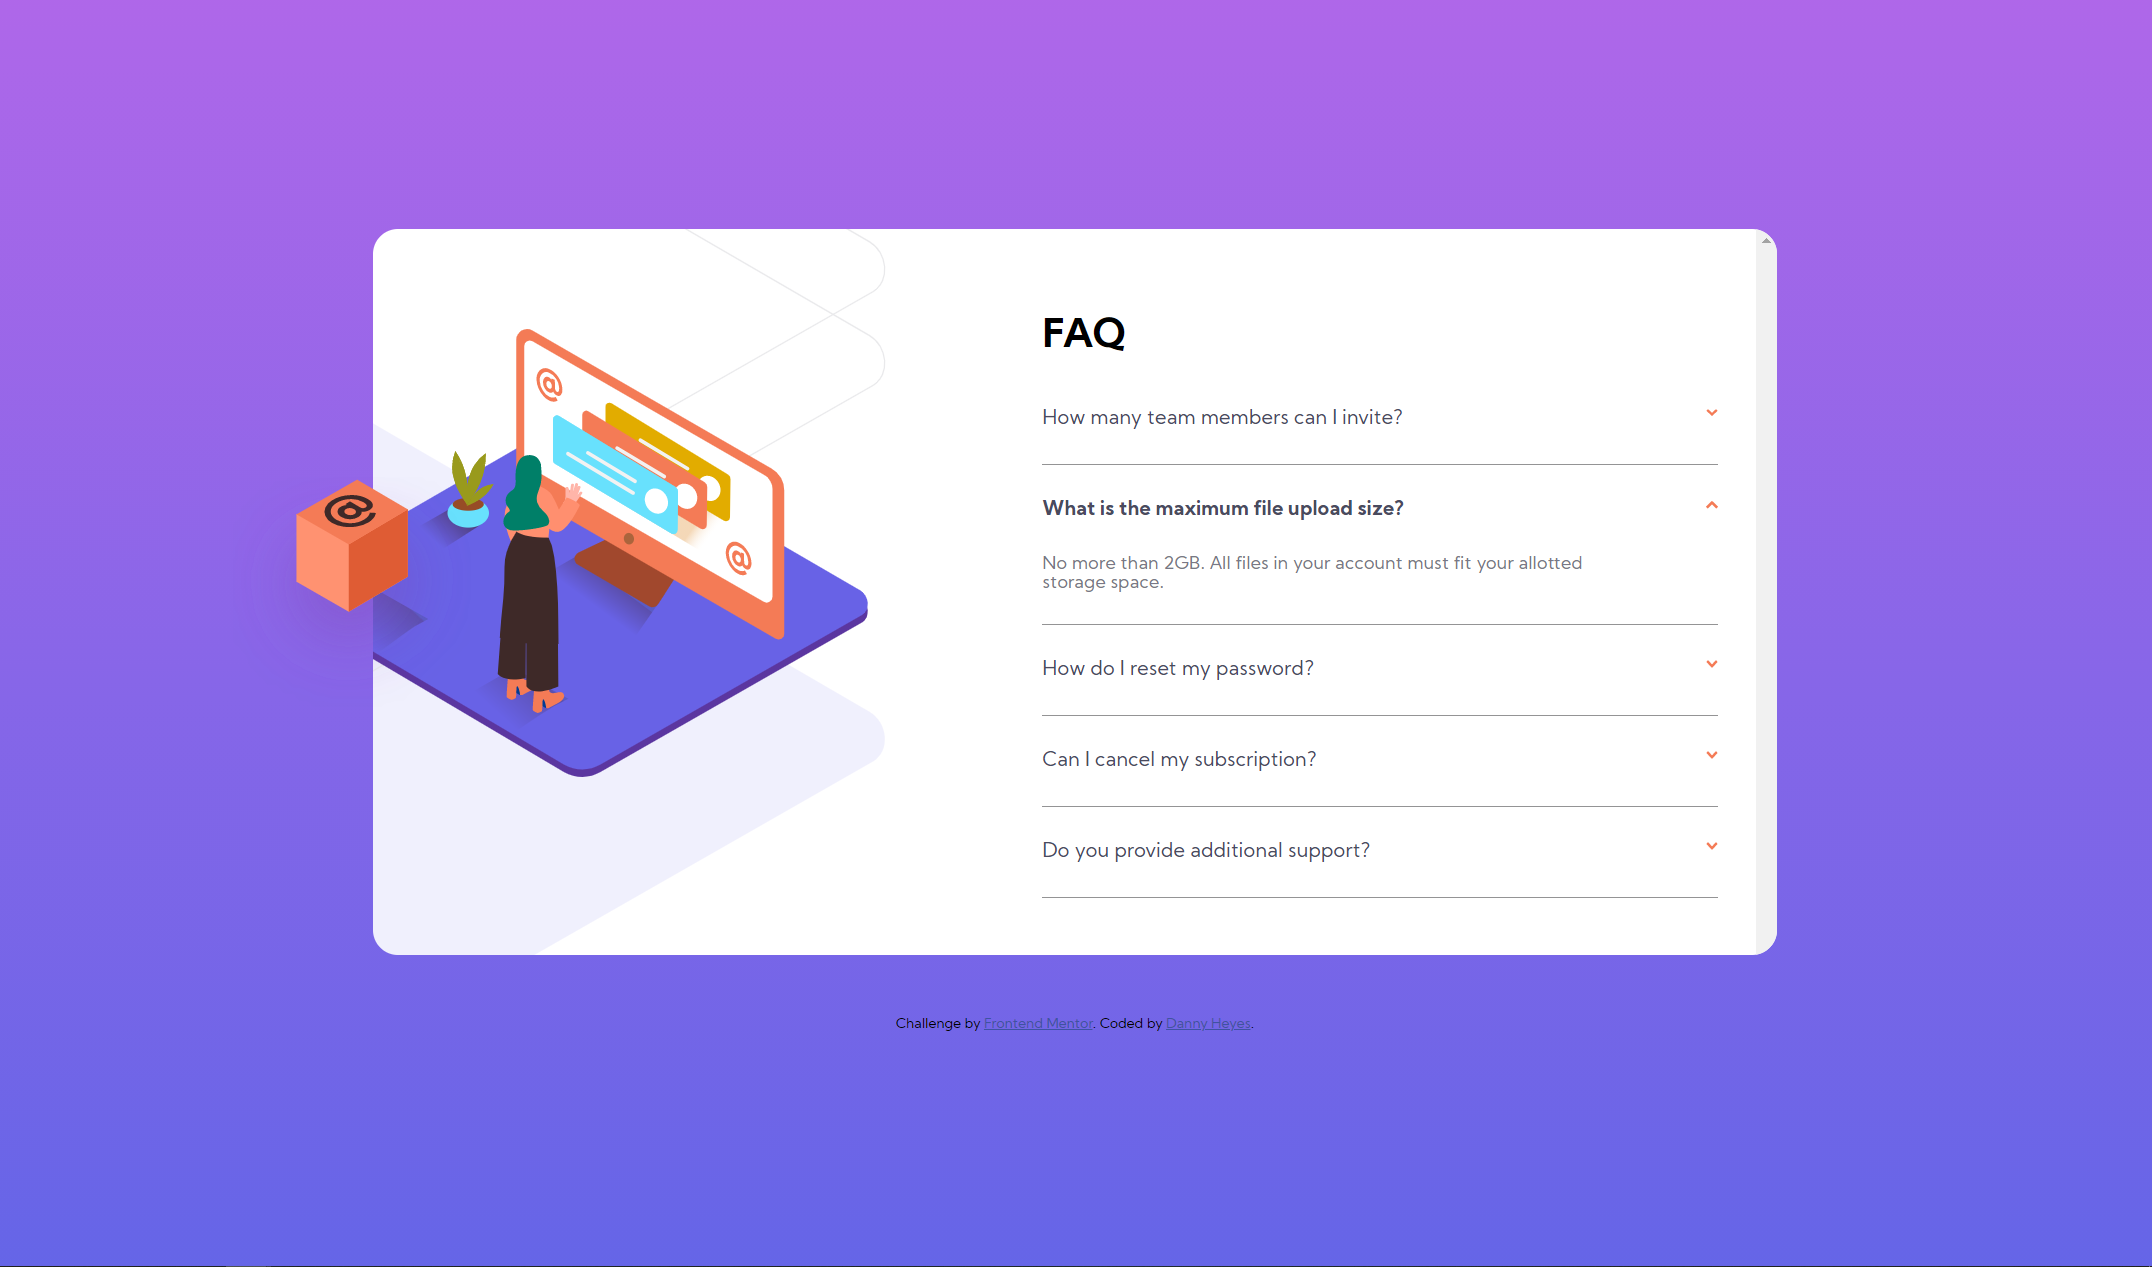 FAQ
How many team members can I invite?
What is the maximum file upload size?
No more than 2GB. All files in your account must fit your allotted
storage space.
How do I reset my password?
Can I cancel my subscription?
Do you provide additional support?
@
@
@
Challenge by Frontend Mentor. Coded by Danny Heyes.